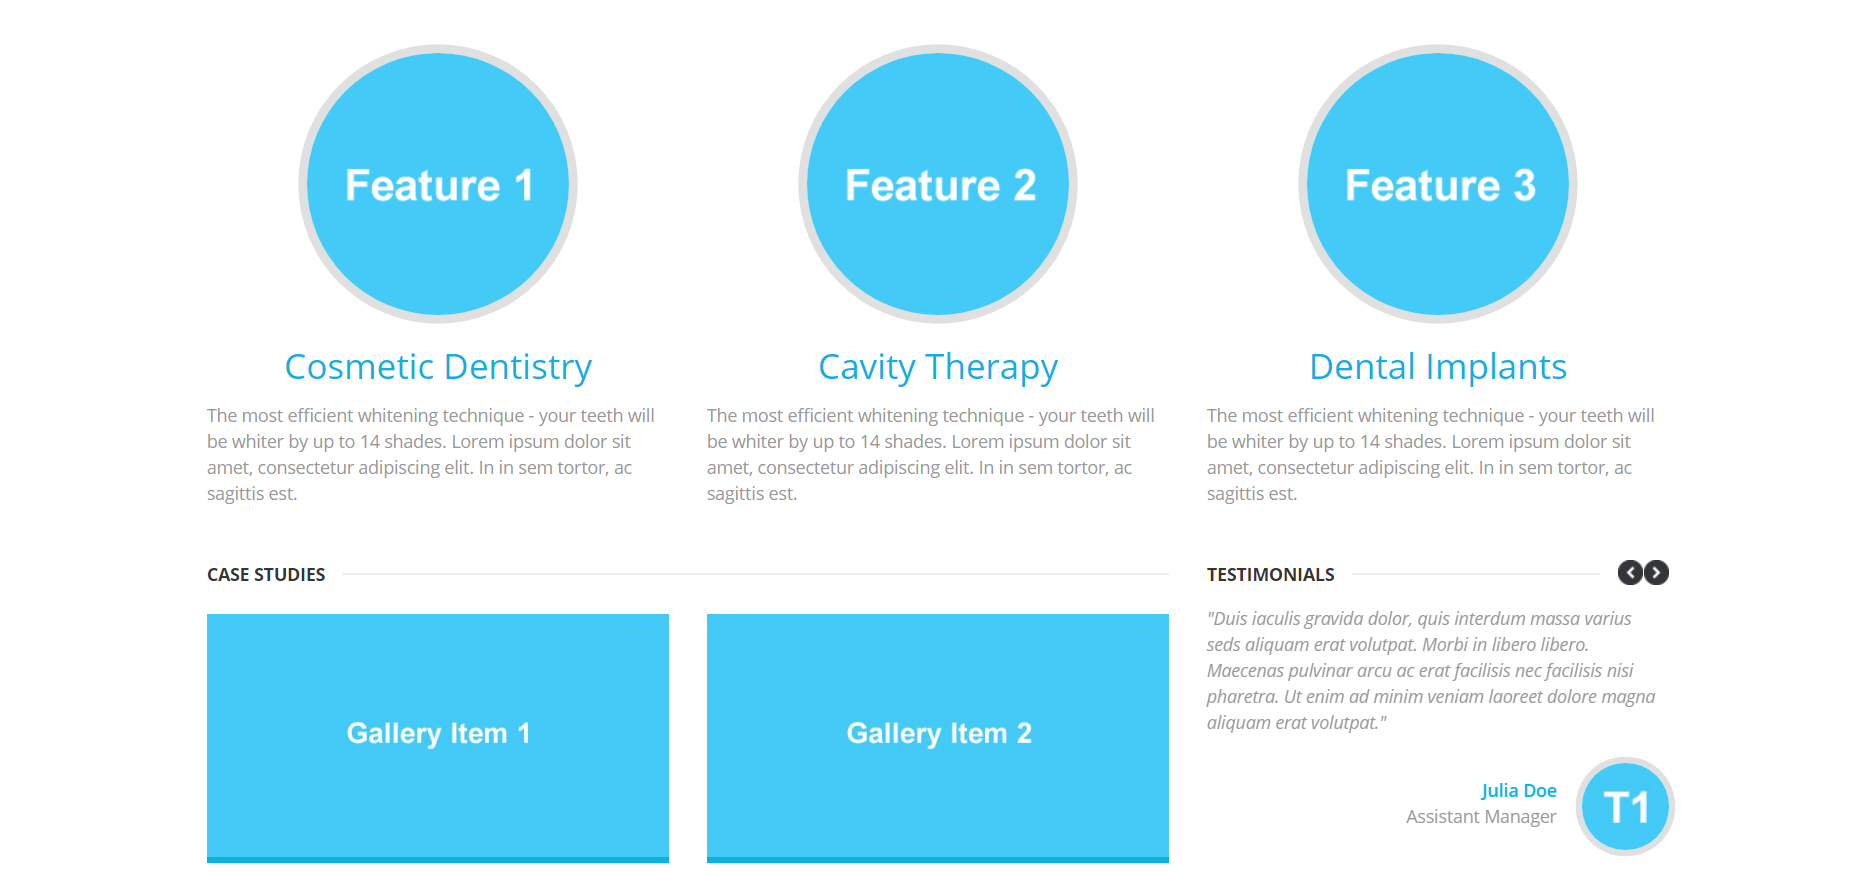 Feature 1
Feature 2
Feature 3
Cosmetic Dentistry
The most efficient whitening technique - your teeth will
be whiter by up to 14 shades. Lorem ipsum dolor sit
amet, consectetur adipiscing elit. In in sem tortor, ac
sagittis est.
Cavity Therapy
The most efficient whitening technique - your teeth will
be whiter by up to 14 shades. Lorem ipsum dolor sit
amet, consectetur adipiscing elit. In in sem tortor, ac
sagittis est.
Dental Implants
The most efficient whitening technique - your teeth will
be whiter by up to 14 shades. Lorem ipsum dolor sit
amet, consectetur adipiscing elit. In in sem tortor, ac
sagittis est.
CASE STUDIES
Gallery Item 1
Gallery Item 2
TESTIMONIALS
"Duis iaculis gravida dolor, quis interdum massa varius
seds aliquam erat volutpat. Morbi in libero libero.
Maecenas pulvinar arcu ac erat facilisis nec facilisis nisi
pharetra. Ut enim ad minim veniam laoreet dolore magna
aliquam erat volutpat."
Julia Doe
Assistant Manager
T1